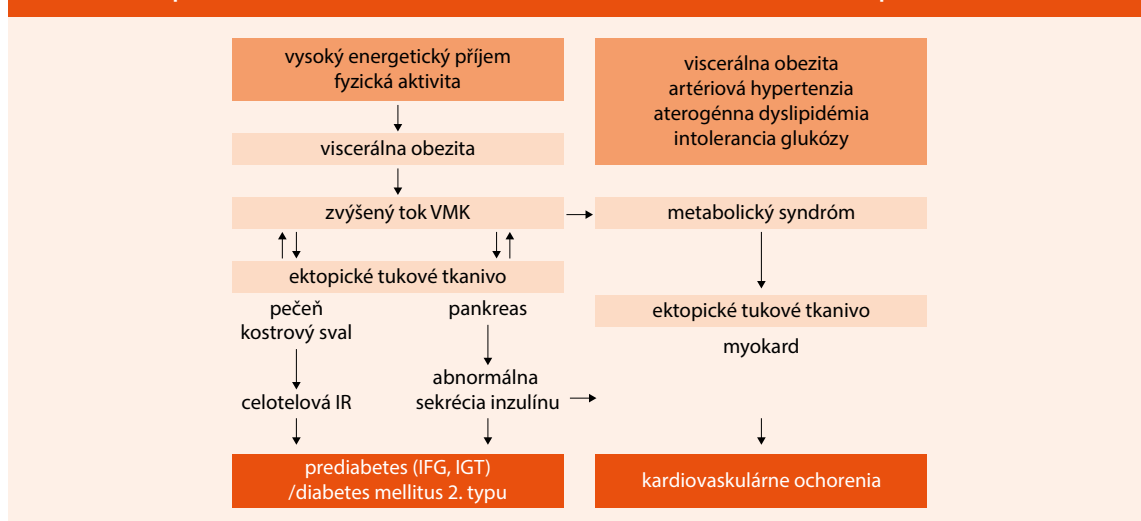 vysoký energetický příjem
fyzická aktivita
viscerálna obezita
artériová hypertenzia
aterogénna dyslipidémia
intolerancia glukózy
viscerálna obezita
zvýšený tok VMK
metabolický syndróm
ektopické tukové tkanivo
pečeň
kostrový sval
pankreas
ektopické tukové tkanivo
myokard
celotelová IR
abnormálna
sekrécia inzulínu
prediabetes (IFG, IGT)
/diabetes mellitus 2. typu
kardiovaskulárne ochorenia